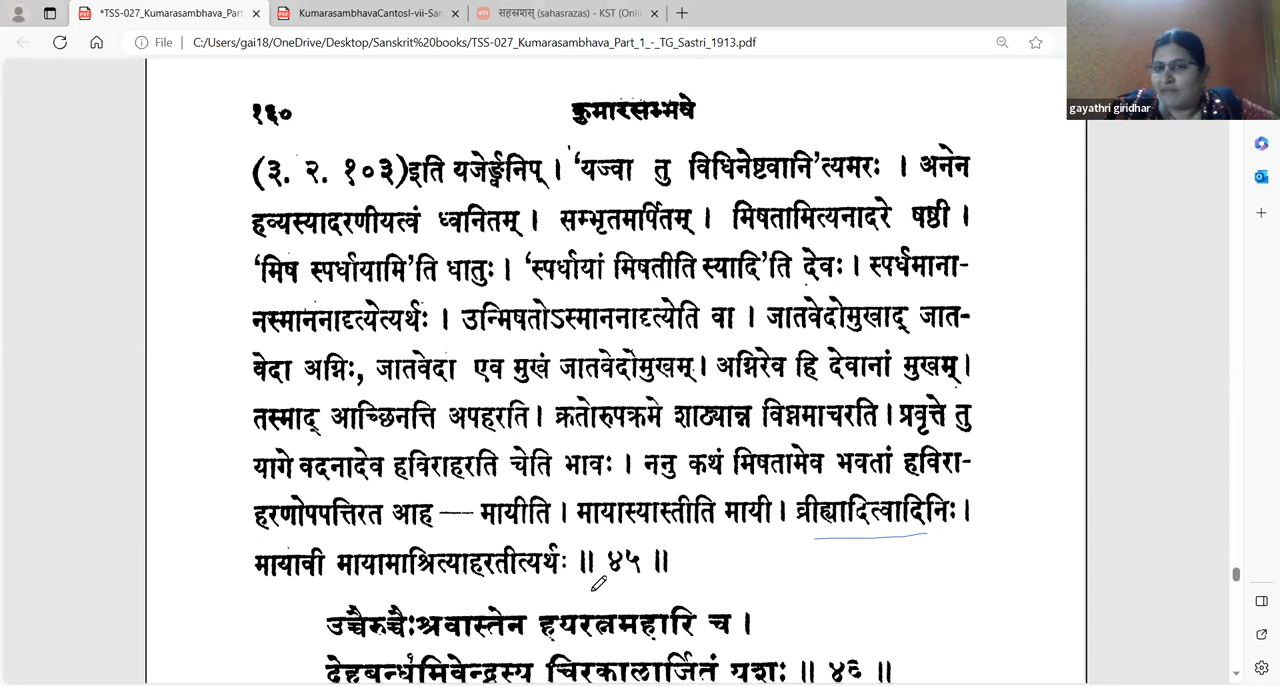 *TSS-027_Kumarasambhava_Part
KumarasambhavaCantosI-vii-San
सहस्रशस् (sahasrazas) - KST (Onli
File
C:/Users/gai18/OneDrive/Desktop/Sanskrit%20books/TSS-027_Kumarasambhava_Part_1_-_TG_Sastri_1913.pdf
gayathri giridhar
१६० कुमारसम्भवे
(३. २. १०३)इति यजेर्ङ्वनिप् । 'यज्वा तु विधिनेष्टवानि'त्यमरः । अनेन
हव्यस्यादरणीयत्वं ध्वनितम् । सम्भृतमर्पितम् । मिषतामित्यनादरे षष्ठी ।
'मिष स्पर्धायामि'ति धातुः । 'स्पर्धायां मिषतीति स्यादि'ति देवः । स्पर्धमाना-
नस्माननादृत्येत्यर्थः । उन्मिषतोऽस्माननादृत्येति वा । जातवेदोमुखाद् जात-
वेदा अग्निः, जातवेदा एव मुखं जातवेदोमुखम् । अग्निरेव हि देवानां मुखम् ।
तस्माद् आच्छिनत्ति अपहरति । क्रतोरुपक्रमे शाठ्यान्न विघ्नमाचरति । प्रवृत्ते तु
यागे वदनादेव हविराहरति चेति भावः । ननु कथं मिषतामेव भवतां हविरा-
हरणोपपत्तिरत आह — मायीति । मायास्यास्तीति मायी । व्रीह्यादित्वादिनिः ।
मायावी मायामाश्रित्याहरतीत्यर्थः ॥ ४५ ॥
उच्चैरुच्चैःश्रवास्तेन हयरत्नमहारि च ।
देहबन्धमिवेन्द्रस्य चिरकालार्जितं यशः ॥ ४६ ॥